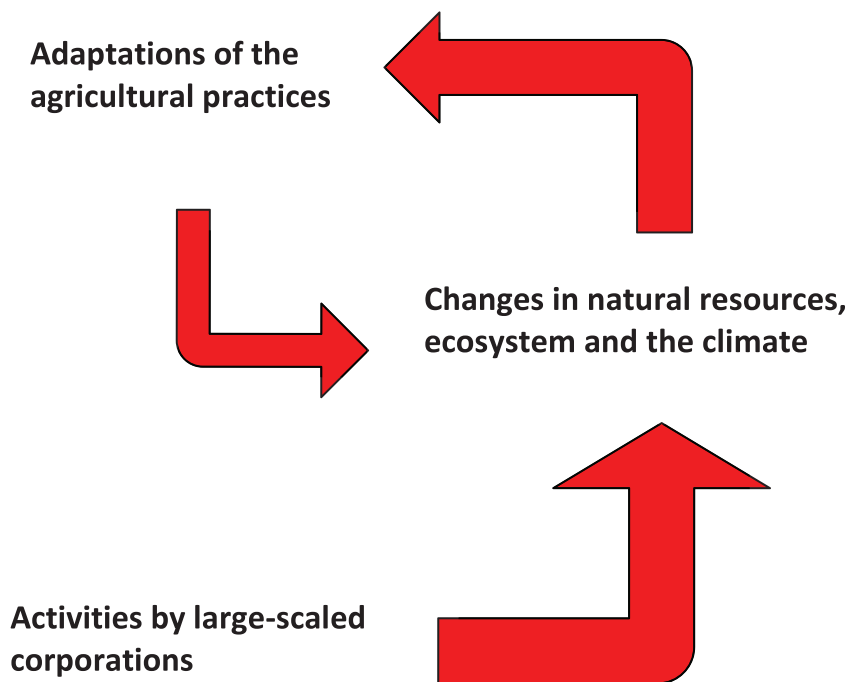 Adaptations of the
agricultural practices
Changes in natural resources,
ecosystem and the climate
Activities by large-scaled
corporations